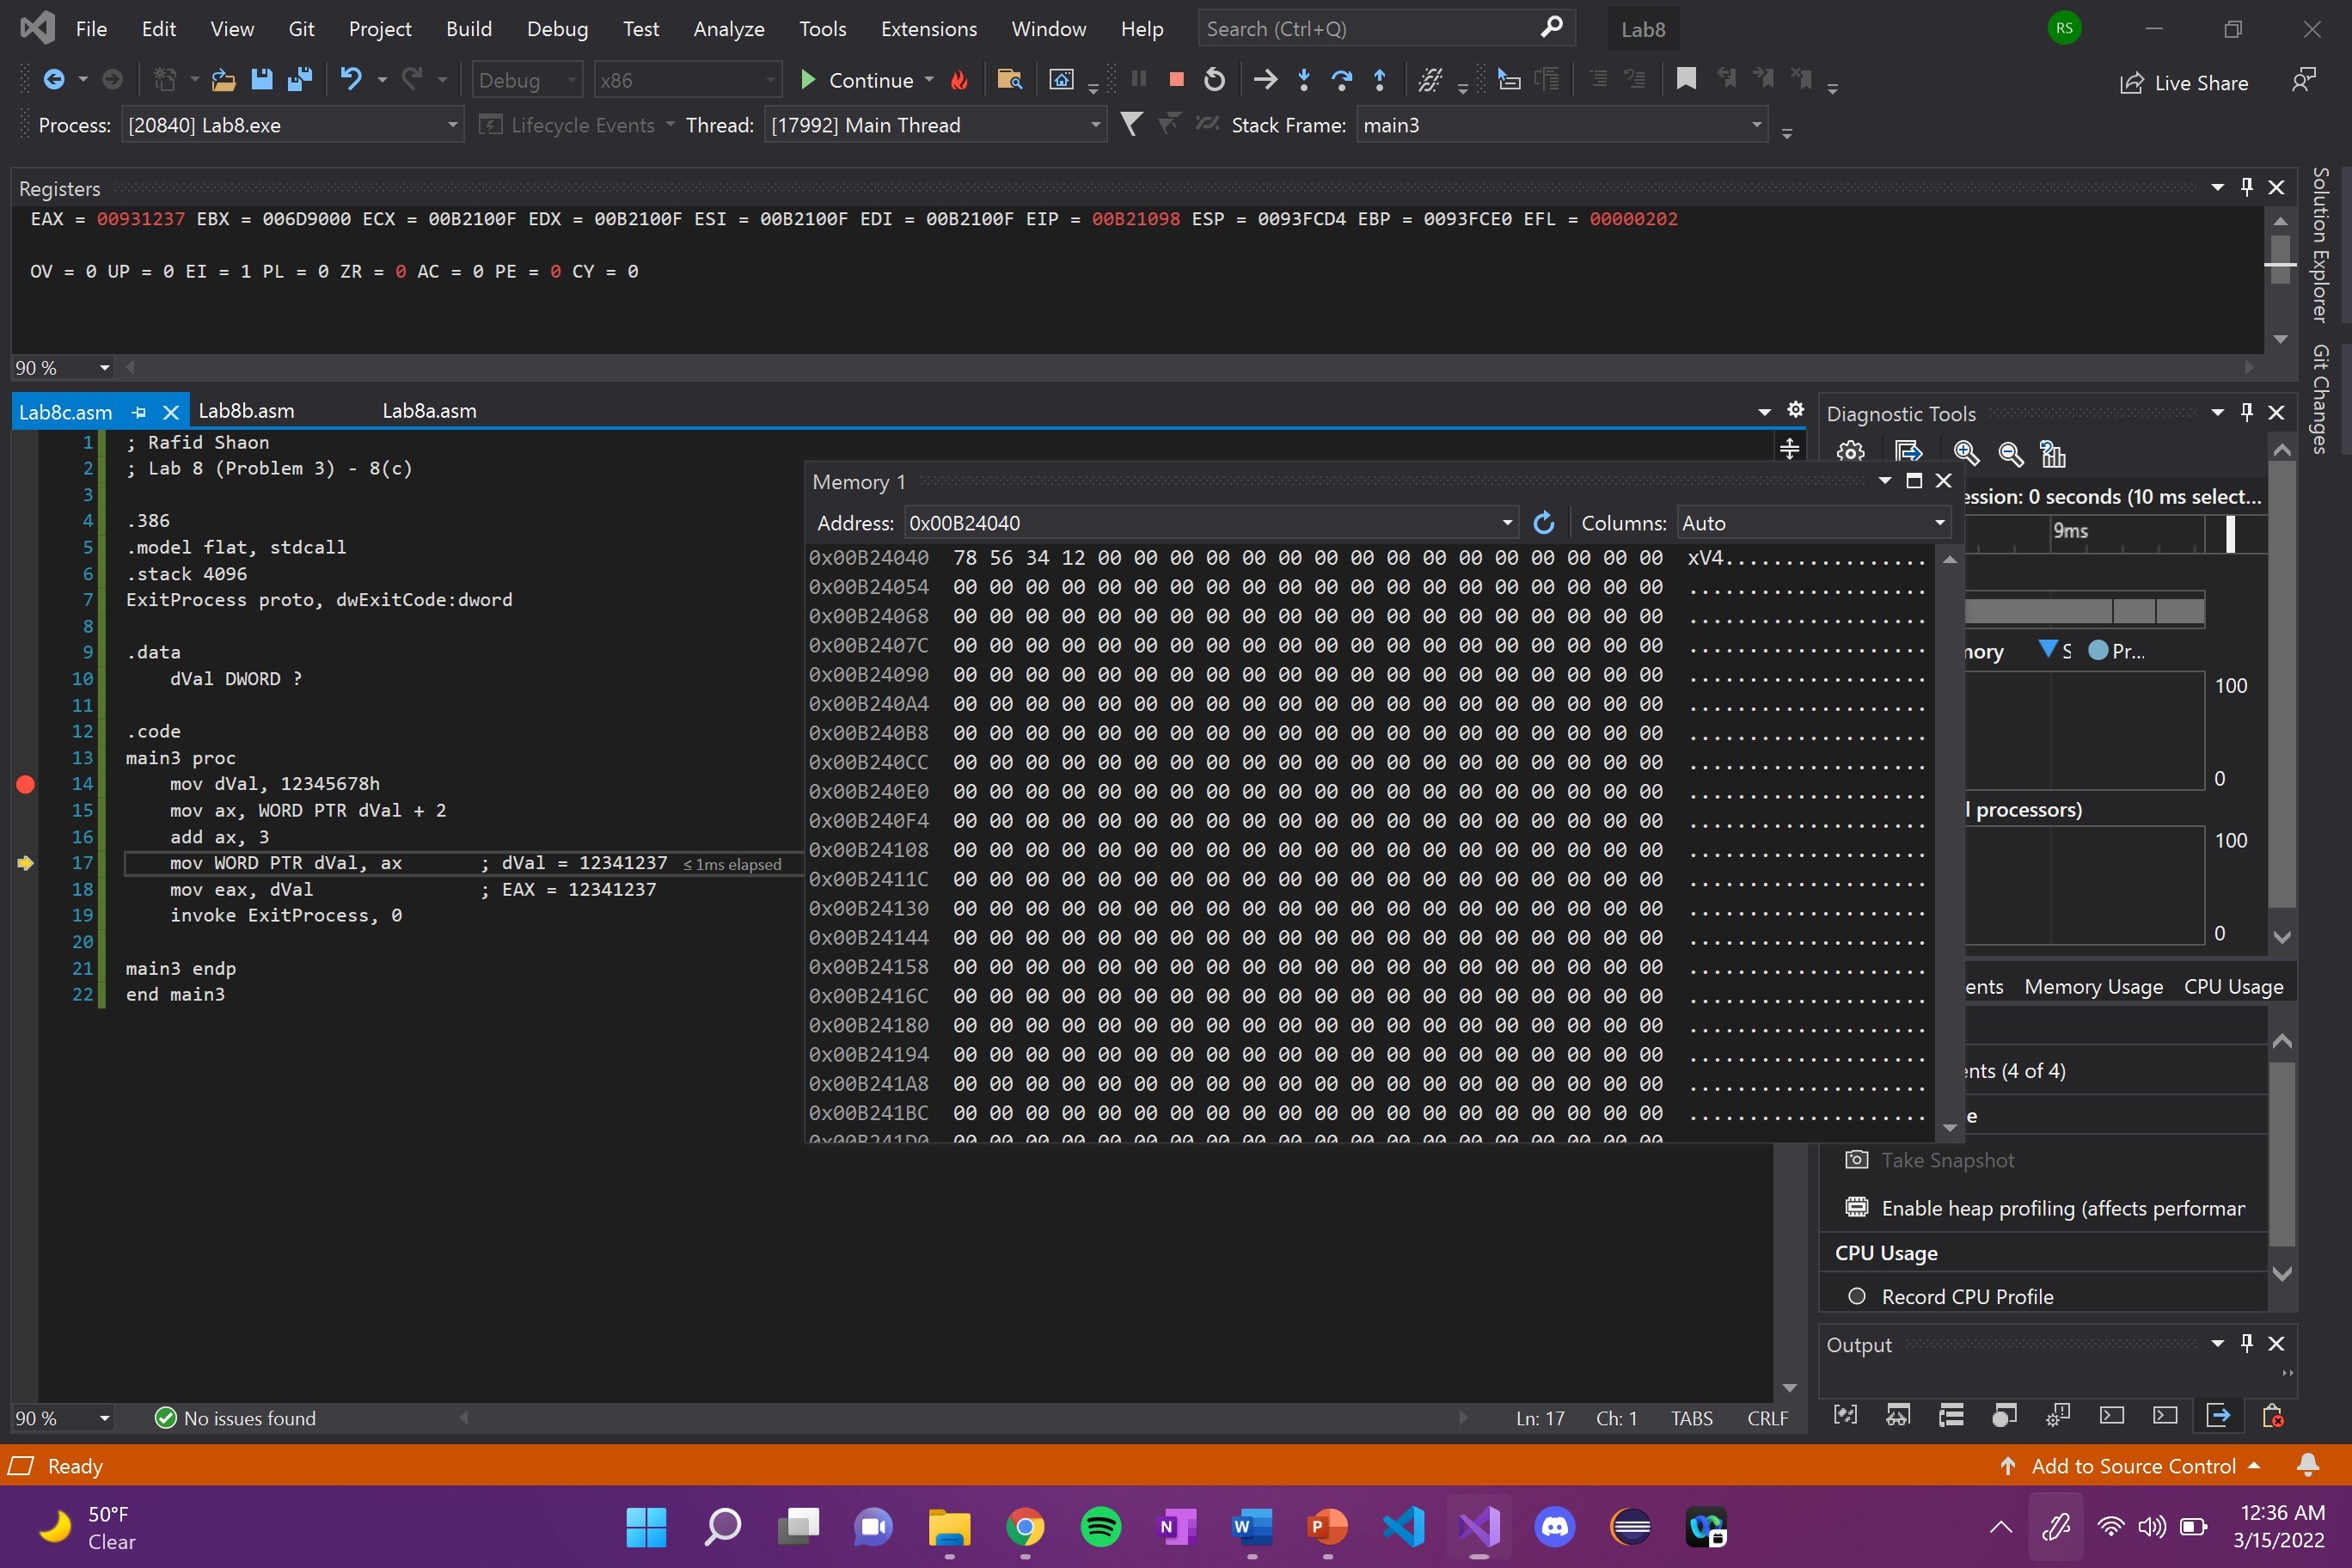 File Edit View Git Project Build Debug Test Analyze Tools Extensions Window Help Search (Ctrl+Q) Lab8 RS
Debug x86 Continue Live Share
Process: [20840] Lab8.exe Lifecycle Events Thread: [17992] Main Thread Stack Frame: main3
Registers
EAX = 00931237 EBX = 006D9000 ECX = 00B2100F EDX = 00B2100F ESI = 00B2100F EDI = 00B2100F EIP = 00B21098 ESP = 0093FCD4 EBP = 0093FCE0 EFL = 00000202
OV = 0 UP = 0 EI = 1 PL = 0 ZR = 0 AC = 0 PE = 0 CY = 0
90 %
Solution Explorer
Git Changes
Lab8c.asm Lab8b.asm Lab8a.asm
1 ; Rafid Shaon
2 ; Lab 8 (Problem 3) - 8(c)
3
4 .386
5 .model flat, stdcall
6 .stack 4096
7 ExitProcess proto, dwExitCode:dword
8
9 .data
10 dVal DWORD ?
11
12 .code
13 main3 proc
14 mov dVal, 12345678h
15 mov ax, WORD PTR dVal + 2
16 add ax, 3
17 mov WORD PTR dVal, ax ; dVal = 12341237 ≤ 1ms elapsed
18 mov eax, dVal ; EAX = 12341237
19 invoke ExitProcess, 0
20
21 main3 endp
22 end main3
Memory 1
Address: 0x00B24040 Columns: Auto
0x00B24040 78 56 34 12 00 00 00 00 00 00 00 00 00 00 00 00 00 00 00 00 xV4.................
0x00B24054 00 00 00 00 00 00 00 00 00 00 00 00 00 00 00 00 00 00 00 00 ....................
0x00B24068 00 00 00 00 00 00 00 00 00 00 00 00 00 00 00 00 00 00 00 00 ....................
0x00B2407C 00 00 00 00 00 00 00 00 00 00 00 00 00 00 00 00 00 00 00 00 ....................
0x00B24090 00 00 00 00 00 00 00 00 00 00 00 00 00 00 00 00 00 00 00 00 ....................
0x00B240A4 00 00 00 00 00 00 00 00 00 00 00 00 00 00 00 00 00 00 00 00 ....................
0x00B240B8 00 00 00 00 00 00 00 00 00 00 00 00 00 00 00 00 00 00 00 00 ....................
0x00B240CC 00 00 00 00 00 00 00 00 00 00 00 00 00 00 00 00 00 00 00 00 ....................
0x00B240E0 00 00 00 00 00 00 00 00 00 00 00 00 00 00 00 00 00 00 00 00 ....................
0x00B240F4 00 00 00 00 00 00 00 00 00 00 00 00 00 00 00 00 00 00 00 00 ....................
0x00B24108 00 00 00 00 00 00 00 00 00 00 00 00 00 00 00 00 00 00 00 00 ....................
0x00B2411C 00 00 00 00 00 00 00 00 00 00 00 00 00 00 00 00 00 00 00 00 ....................
0x00B24130 00 00 00 00 00 00 00 00 00 00 00 00 00 00 00 00 00 00 00 00 ....................
0x00B24144 00 00 00 00 00 00 00 00 00 00 00 00 00 00 00 00 00 00 00 00 ....................
0x00B24158 00 00 00 00 00 00 00 00 00 00 00 00 00 00 00 00 00 00 00 00 ....................
0x00B2416C 00 00 00 00 00 00 00 00 00 00 00 00 00 00 00 00 00 00 00 00 ....................
0x00B24180 00 00 00 00 00 00 00 00 00 00 00 00 00 00 00 00 00 00 00 00 ....................
0x00B24194 00 00 00 00 00 00 00 00 00 00 00 00 00 00 00 00 00 00 00 00 ....................
0x00B241A8 00 00 00 00 00 00 00 00 00 00 00 00 00 00 00 00 00 00 00 00 ....................
0x00B241BC 00 00 00 00 00 00 00 00 00 00 00 00 00 00 00 00 00 00 00 00 ....................
0x00B241D0 00 00 00 00 00 00 00 00 00 00 00 00 00 00 00 00 00 00 00 00
Diagnostic Tools
ession: 0 seconds (10 ms select...
9ms
mory S Pr...
100
0
l processors)
100
0
ents Memory Usage CPU Usage
ents (4 of 4)
e
Take Snapshot
Enable heap profiling (affects performar
CPU Usage
Record CPU Profile
Output
90 % No issues found Ln: 17 Ch: 1 TABS CRLF
Ready Add to Source Control
50°F
Clear
12:36 AM
3/15/2022